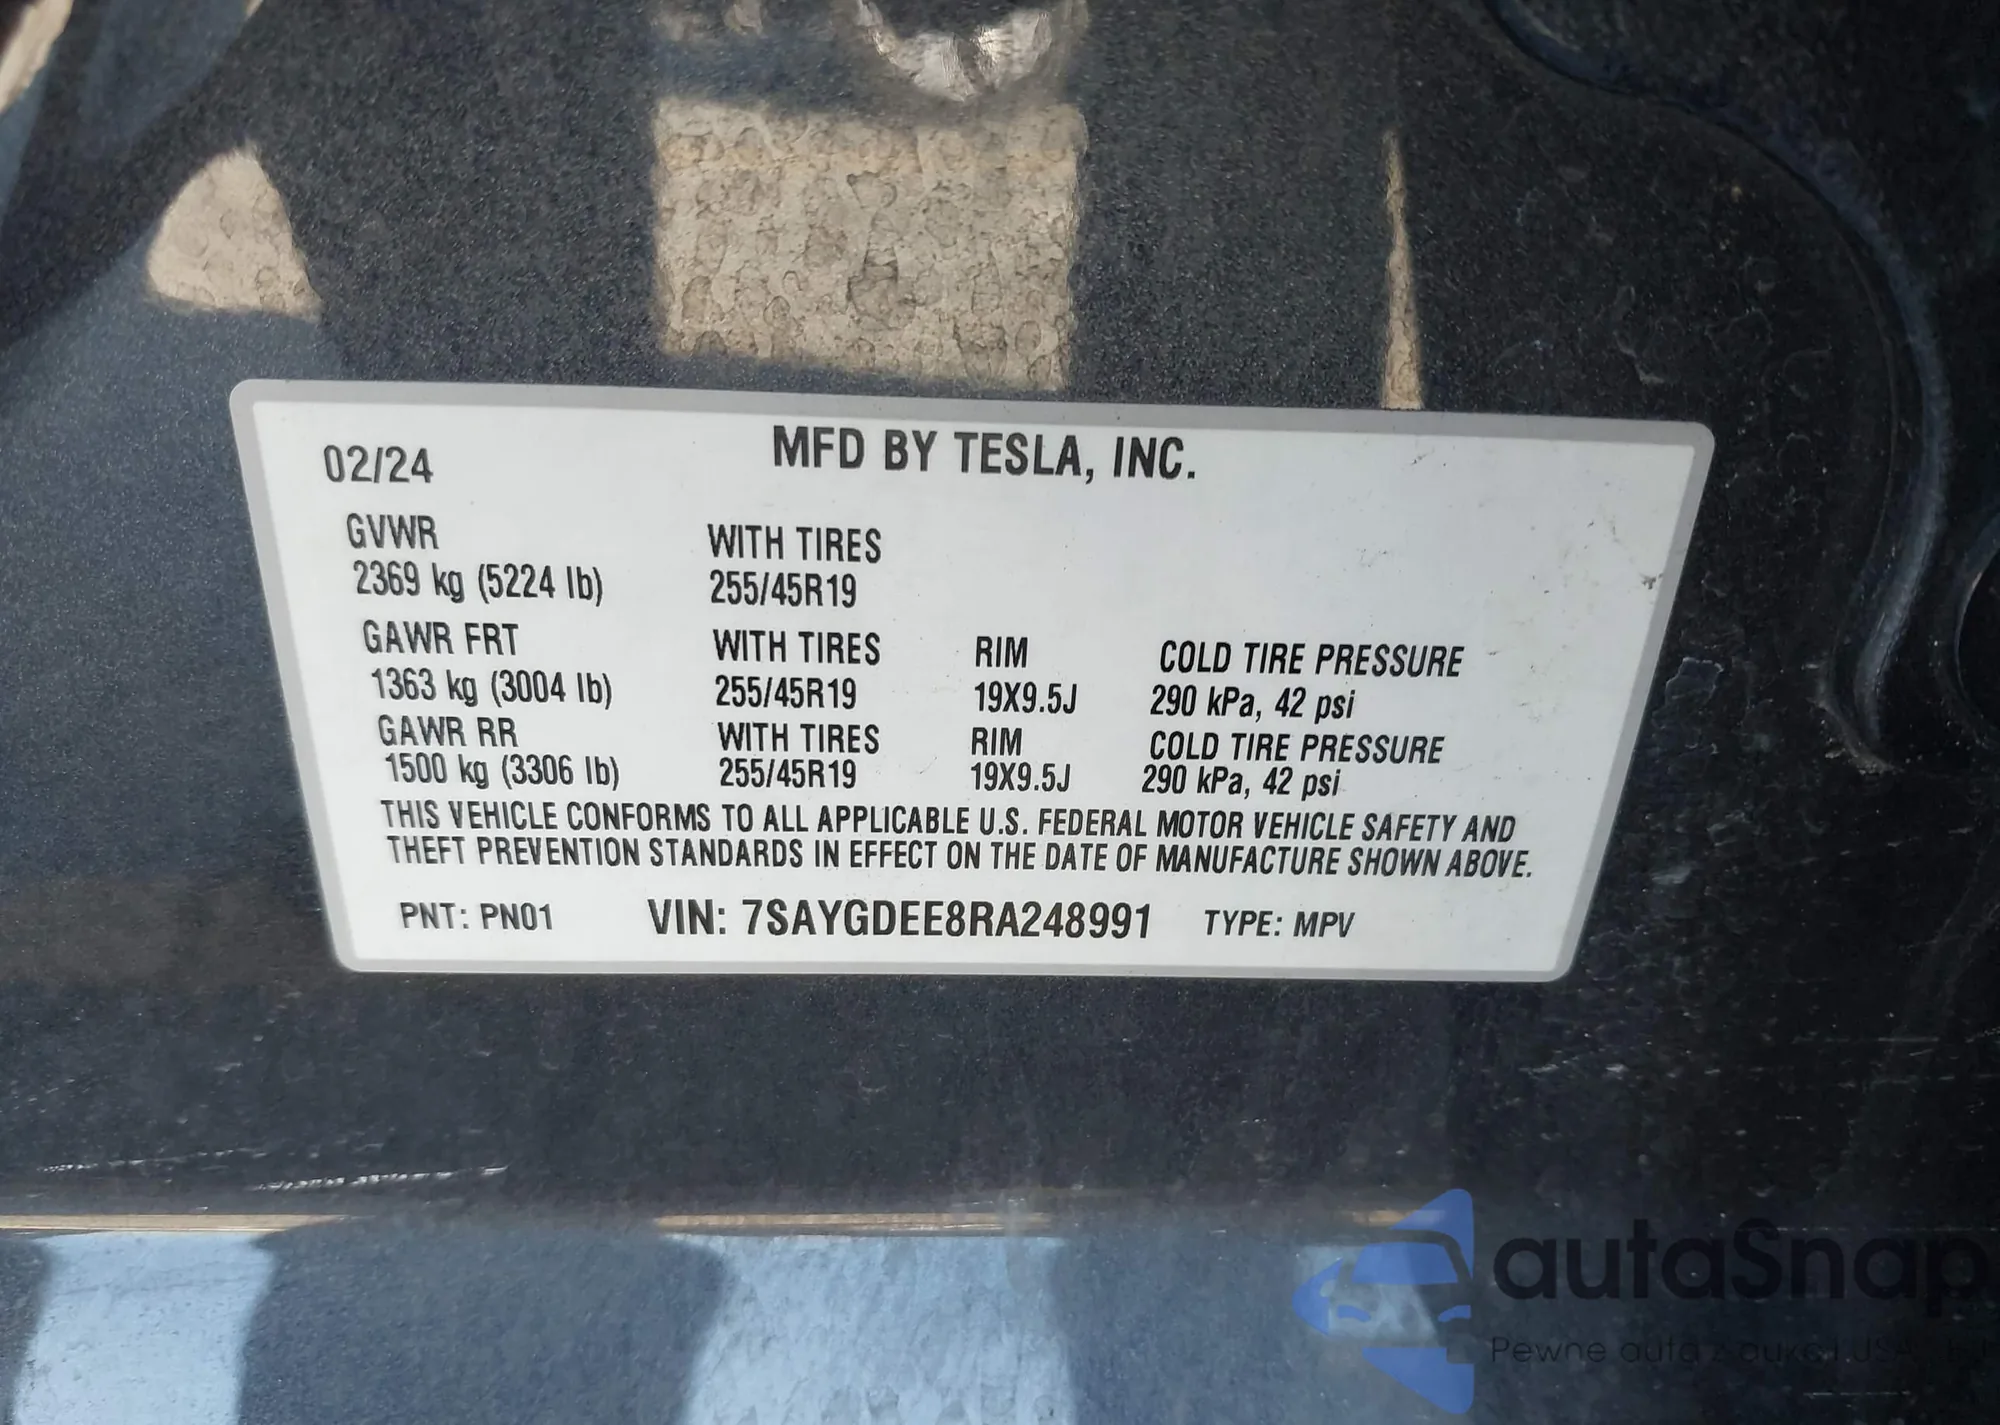 02/24 MFD BY TESLA, INC.
GVWR WITH TIRES
2369 kg (5224 lb) 255/45R19
GAWR FRT WITH TIRES RIM COLD TIRE PRESSURE
1363 kg (3004 lb) 255/45R19 19X9.5J 290 kPa, 42 psi
GAWR RR WITH TIRES RIM COLD TIRE PRESSURE
1500 kg (3306 lb) 255/45R19 19X9.5J 290 kPa, 42 psi
THIS VEHICLE CONFORMS TO ALL APPLICABLE U.S. FEDERAL MOTOR VEHICLE SAFETY AND
THEFT PREVENTION STANDARDS IN EFFECT ON THE DATE OF MANUFACTURE SHOWN ABOVE.
PNT: PN01 VIN: 7SAYGDEE8RA248991 TYPE: MPV
autaSnap
Pewne auta z aukcji USA